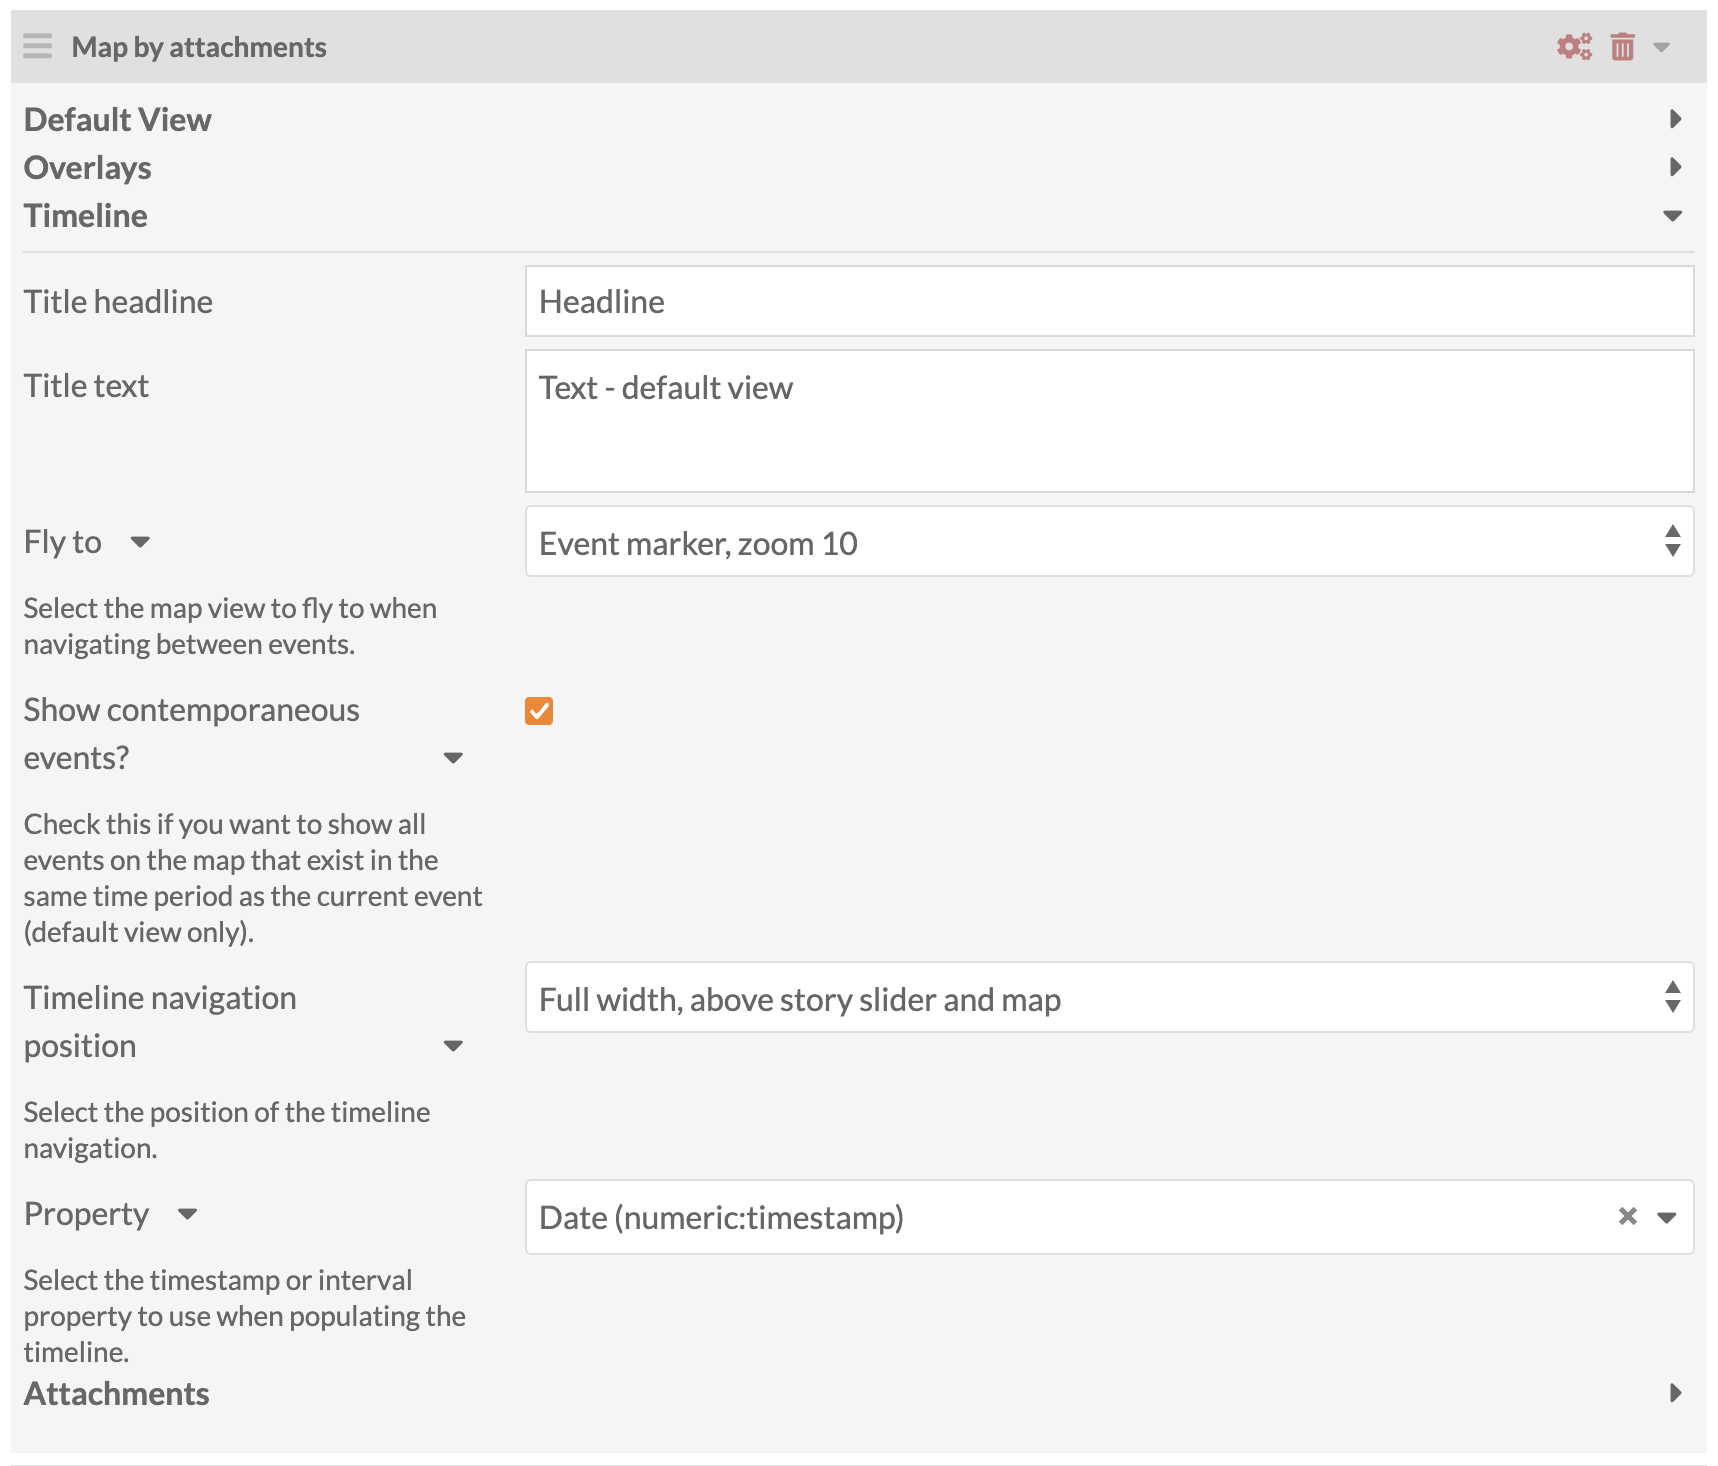 Map by attachments
Default View
Overlays
Timeline
Title headline
Headline
Title text
Text - default view
Fly to
Event marker, zoom 10
Select the map view to fly to when
navigating between events.
Show contemporaneous
events?
Check this if you want to show all
events on the map that exist in the
same time period as the current event
(default view only).
Timeline navigation
position
Full width, above story slider and map
Select the position of the timeline
navigation.
Property
Date (numeric:timestamp)
Select the timestamp or interval
property to use when populating the
timeline.
Attachments